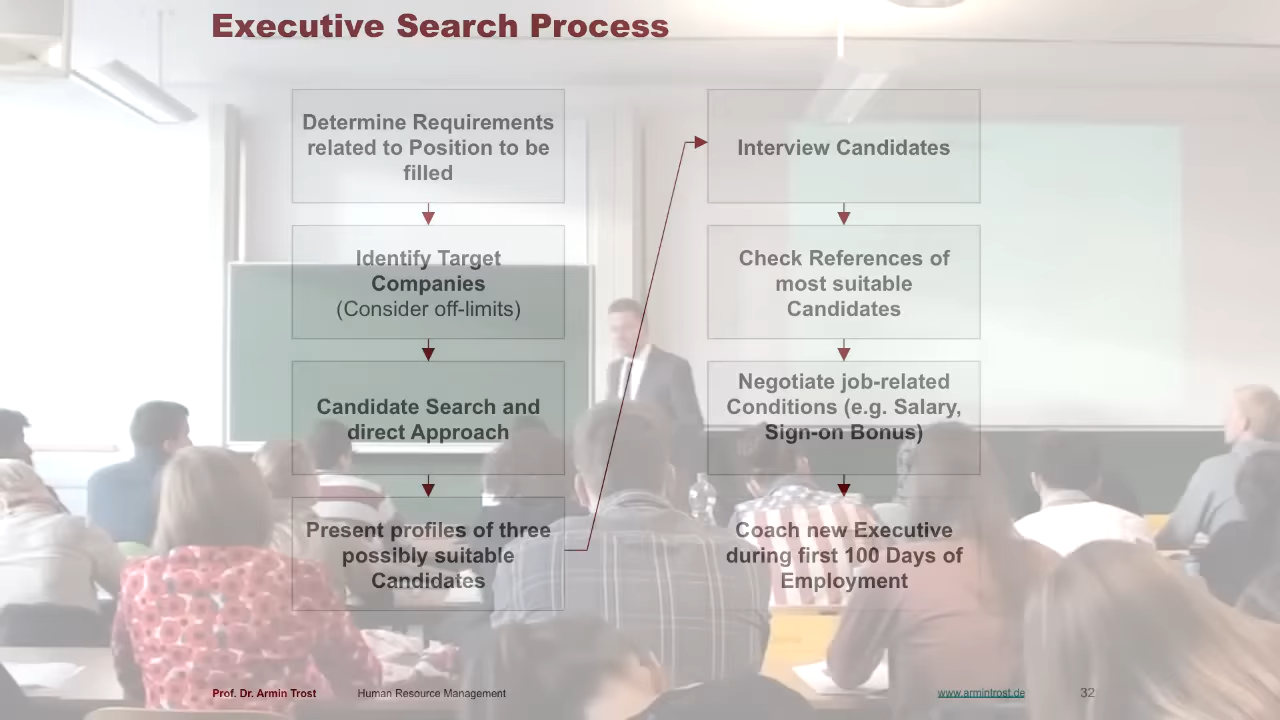 Executive Search Process
Determine Requirements
related to Position to be
filled
Identify Target
Companies
(Consider off-limits)
Candidate Search and
direct Approach
Present profiles of three
possibly suitable
Candidates
Interview Candidates
Check References of
most suitable
Candidates
Negotiate job-related
Conditions (e.g. Salary,
Sign-on Bonus)
Coach new Executive
during first 100 Days of
Employment
Prof. Dr. Armin Trost
Human Resource Management
www.armintrost.de
32